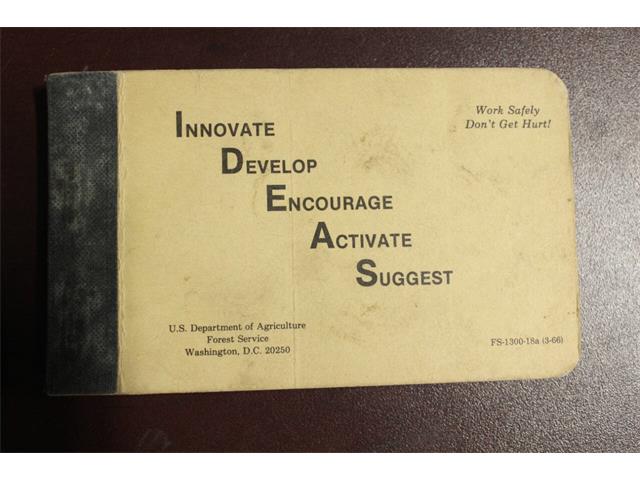 Work Safely
Don't Get Hurt!
INNOVATE
DEVELOP
ENCOURAGE
ACTIVATE
SUGGEST
U.S. Department of Agriculture
Forest Service
Washington, D.C. 20250
FS-1300-18a (3-66)